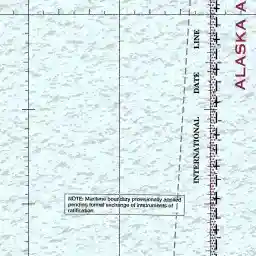 ALASKA
INTERNATIONAL DATE LINE
NOTE: Maritime boundary provisionally applied
pending formal exchange of instruments of
ratification.